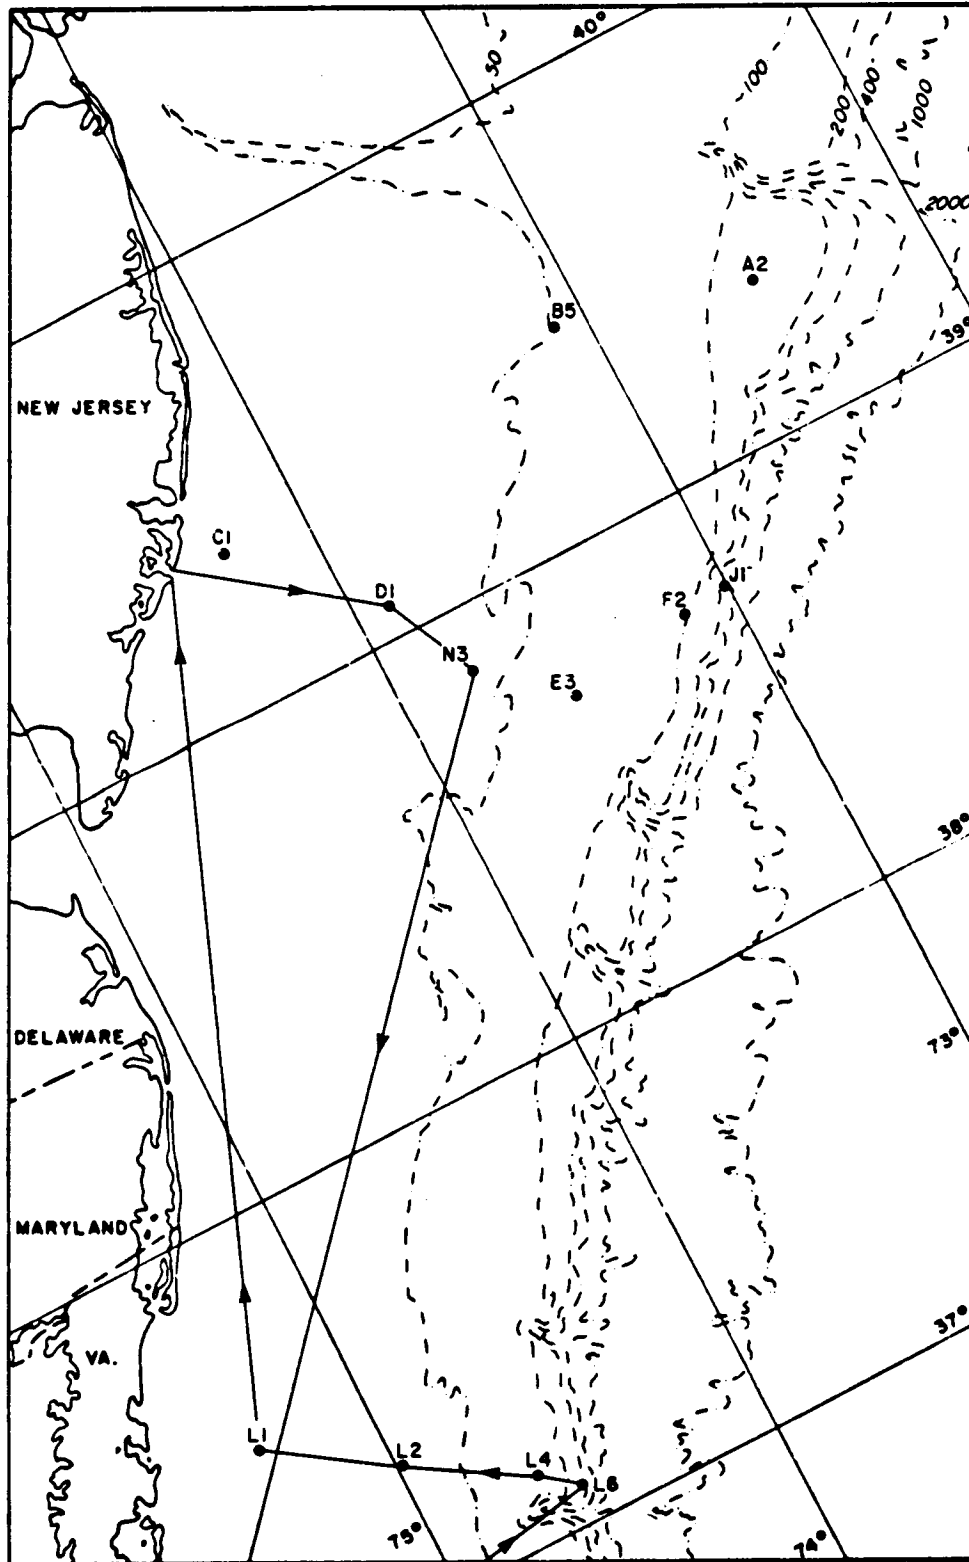 40°
50
100
200
400
1000
2000
A2
B5
39°
NEW JERSEY
C1
D1
J1
F2
N3
E3
38°
DELAWARE
73°
MARYLAND
37°
VA.
L1
L2
L4
L6
75°
74°